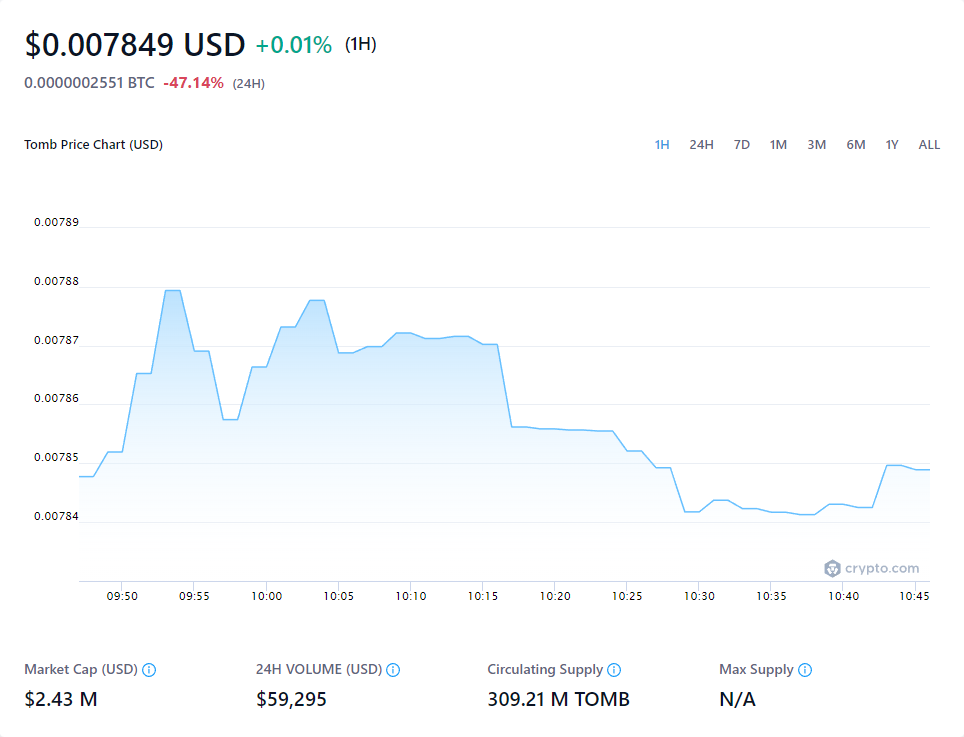 $0.007849 USD +0.01% (1H)
0.0000002551 BTC -47.14% (24H)
Tomb Price Chart (USD)
1H 24H 7D 1M 3M 6M 1Y ALL
0.00789
0.00788
0.00787
0.00786
0.00785
0.00784
crypto.com
09:50 09:55 10:00 10:05 10:10 10:15 10:20 10:25 10:30 10:35 10:40 10:45
Market Cap (USD) 24H VOLUME (USD) Circulating Supply Max Supply
$2.43 M $59,295 309.21 M TOMB N/A